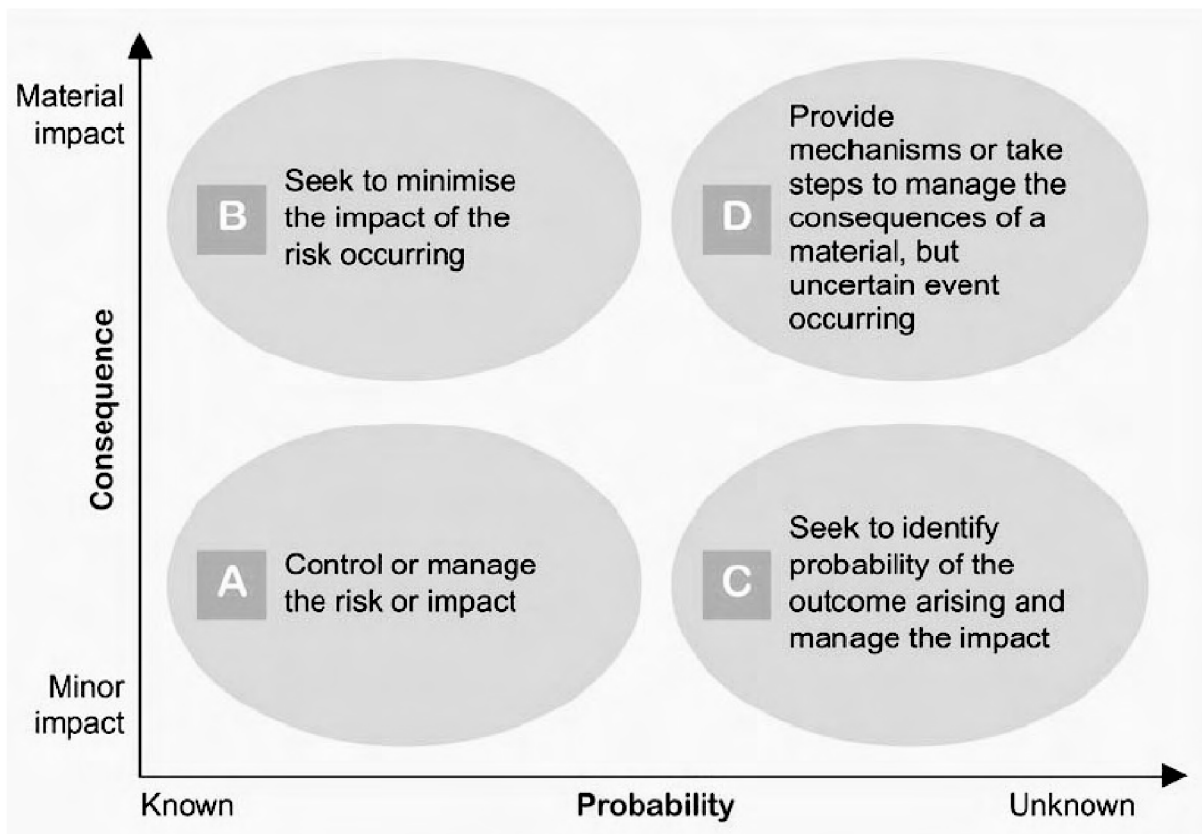 Material
impact
B
Seek to minimise
the impact of the
risk occurring
D
Provide
mechanisms or take
steps to manage the
consequences of a
material, but
uncertain event
occurring
Consequence
A
Control or manage
the risk or impact
C
Seek to identify
probability of the
outcome arising and
manage the impact
Minor
impact
Known
Probability
Unknown